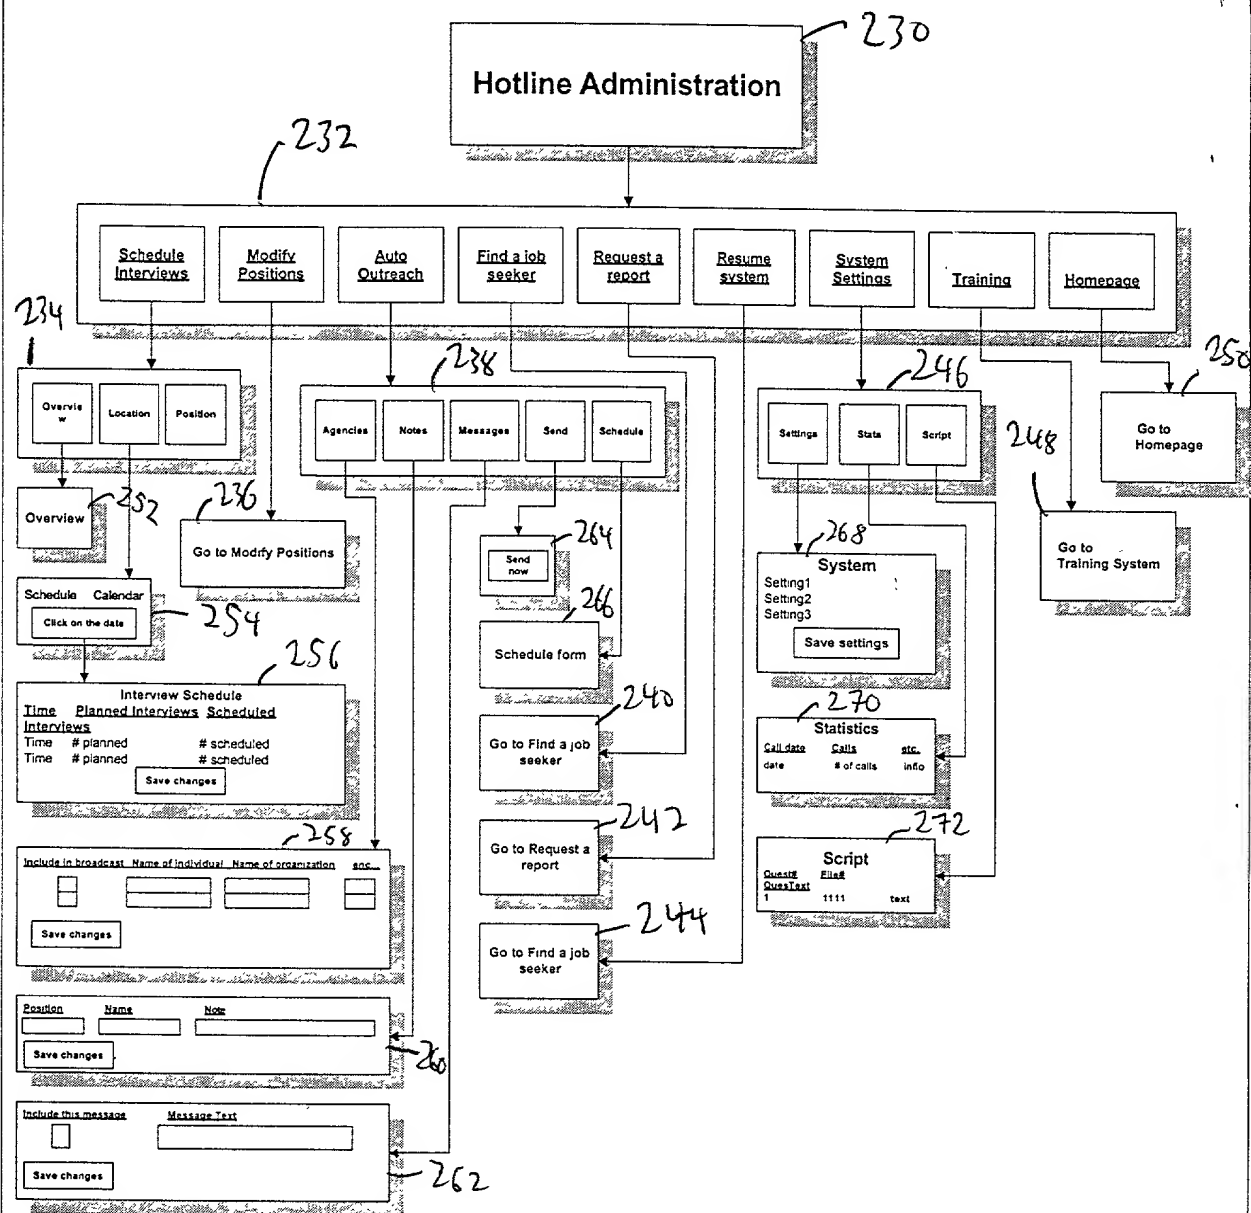 230
Hotline Administration
232
Schedule Interviews
Modify Positions
Auto Outreach
Find a job seeker
Request a report
Resume system
System Settings
Training
Homepage
234
Overview
Location
Position
238
Agencies
Notes
Messages
Send
Schedule
246
Settings
Stats
Script
250
Go to
Homepage
248
Go to
Training System
252
Overview
236
Go to Modify Positions
264
Send
now
268
System
Setting1
Setting2
Setting3
Save settings
Schedule Calendar
Click on the date
254
266
Schedule form
256
Interview Schedule
Time Planned Interviews Scheduled
Interviews
Time # planned # scheduled
Time # planned # scheduled
Save changes
240
Go to Find a job
seeker
270
Statistics
Call date Calls etc.
date # of calls info
242
Go to Request a
report
258
Include in broadcast Name of individual Name of organization
Save changes
272
Script
Quest# File#
QuesText
1 1111 text
244
Go to Find a job
seeker
Position Name Note
Save changes
260
Include this message Message Text
Save changes
262